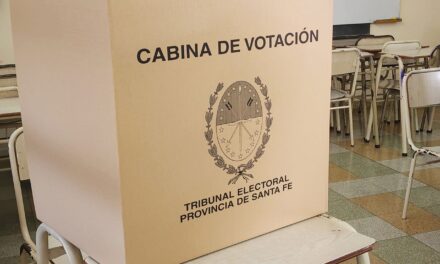 CABINA DE VOTACIÓN
TRIBUNAL ELECTORAL
PROVINCIA DE SANTA FE